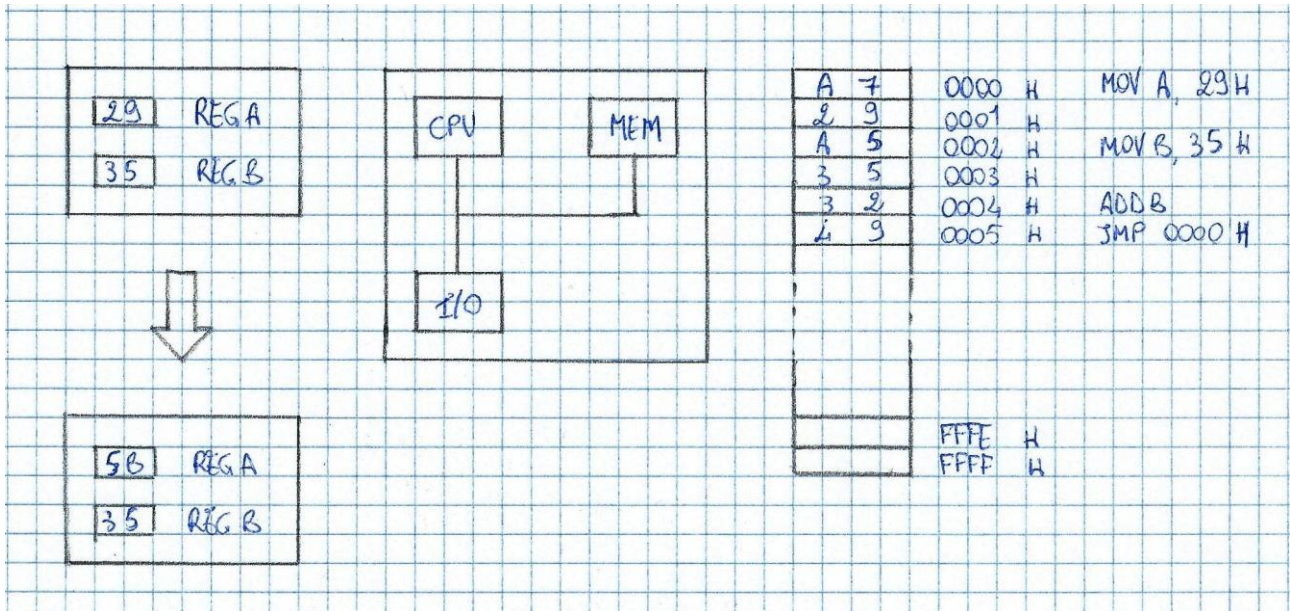 29 REG A
35 REG B
5B REG A
35 REG B
CPU MEM
I/O
A 7 0000 H MOV A, 29H
2 9 0001 H
A 5 0002 H MOV B, 35 H
3 5 0003 H
3 2 0004 H ADD B
4 9 0005 H JMP 0000 H
FFFE H
FFFF H